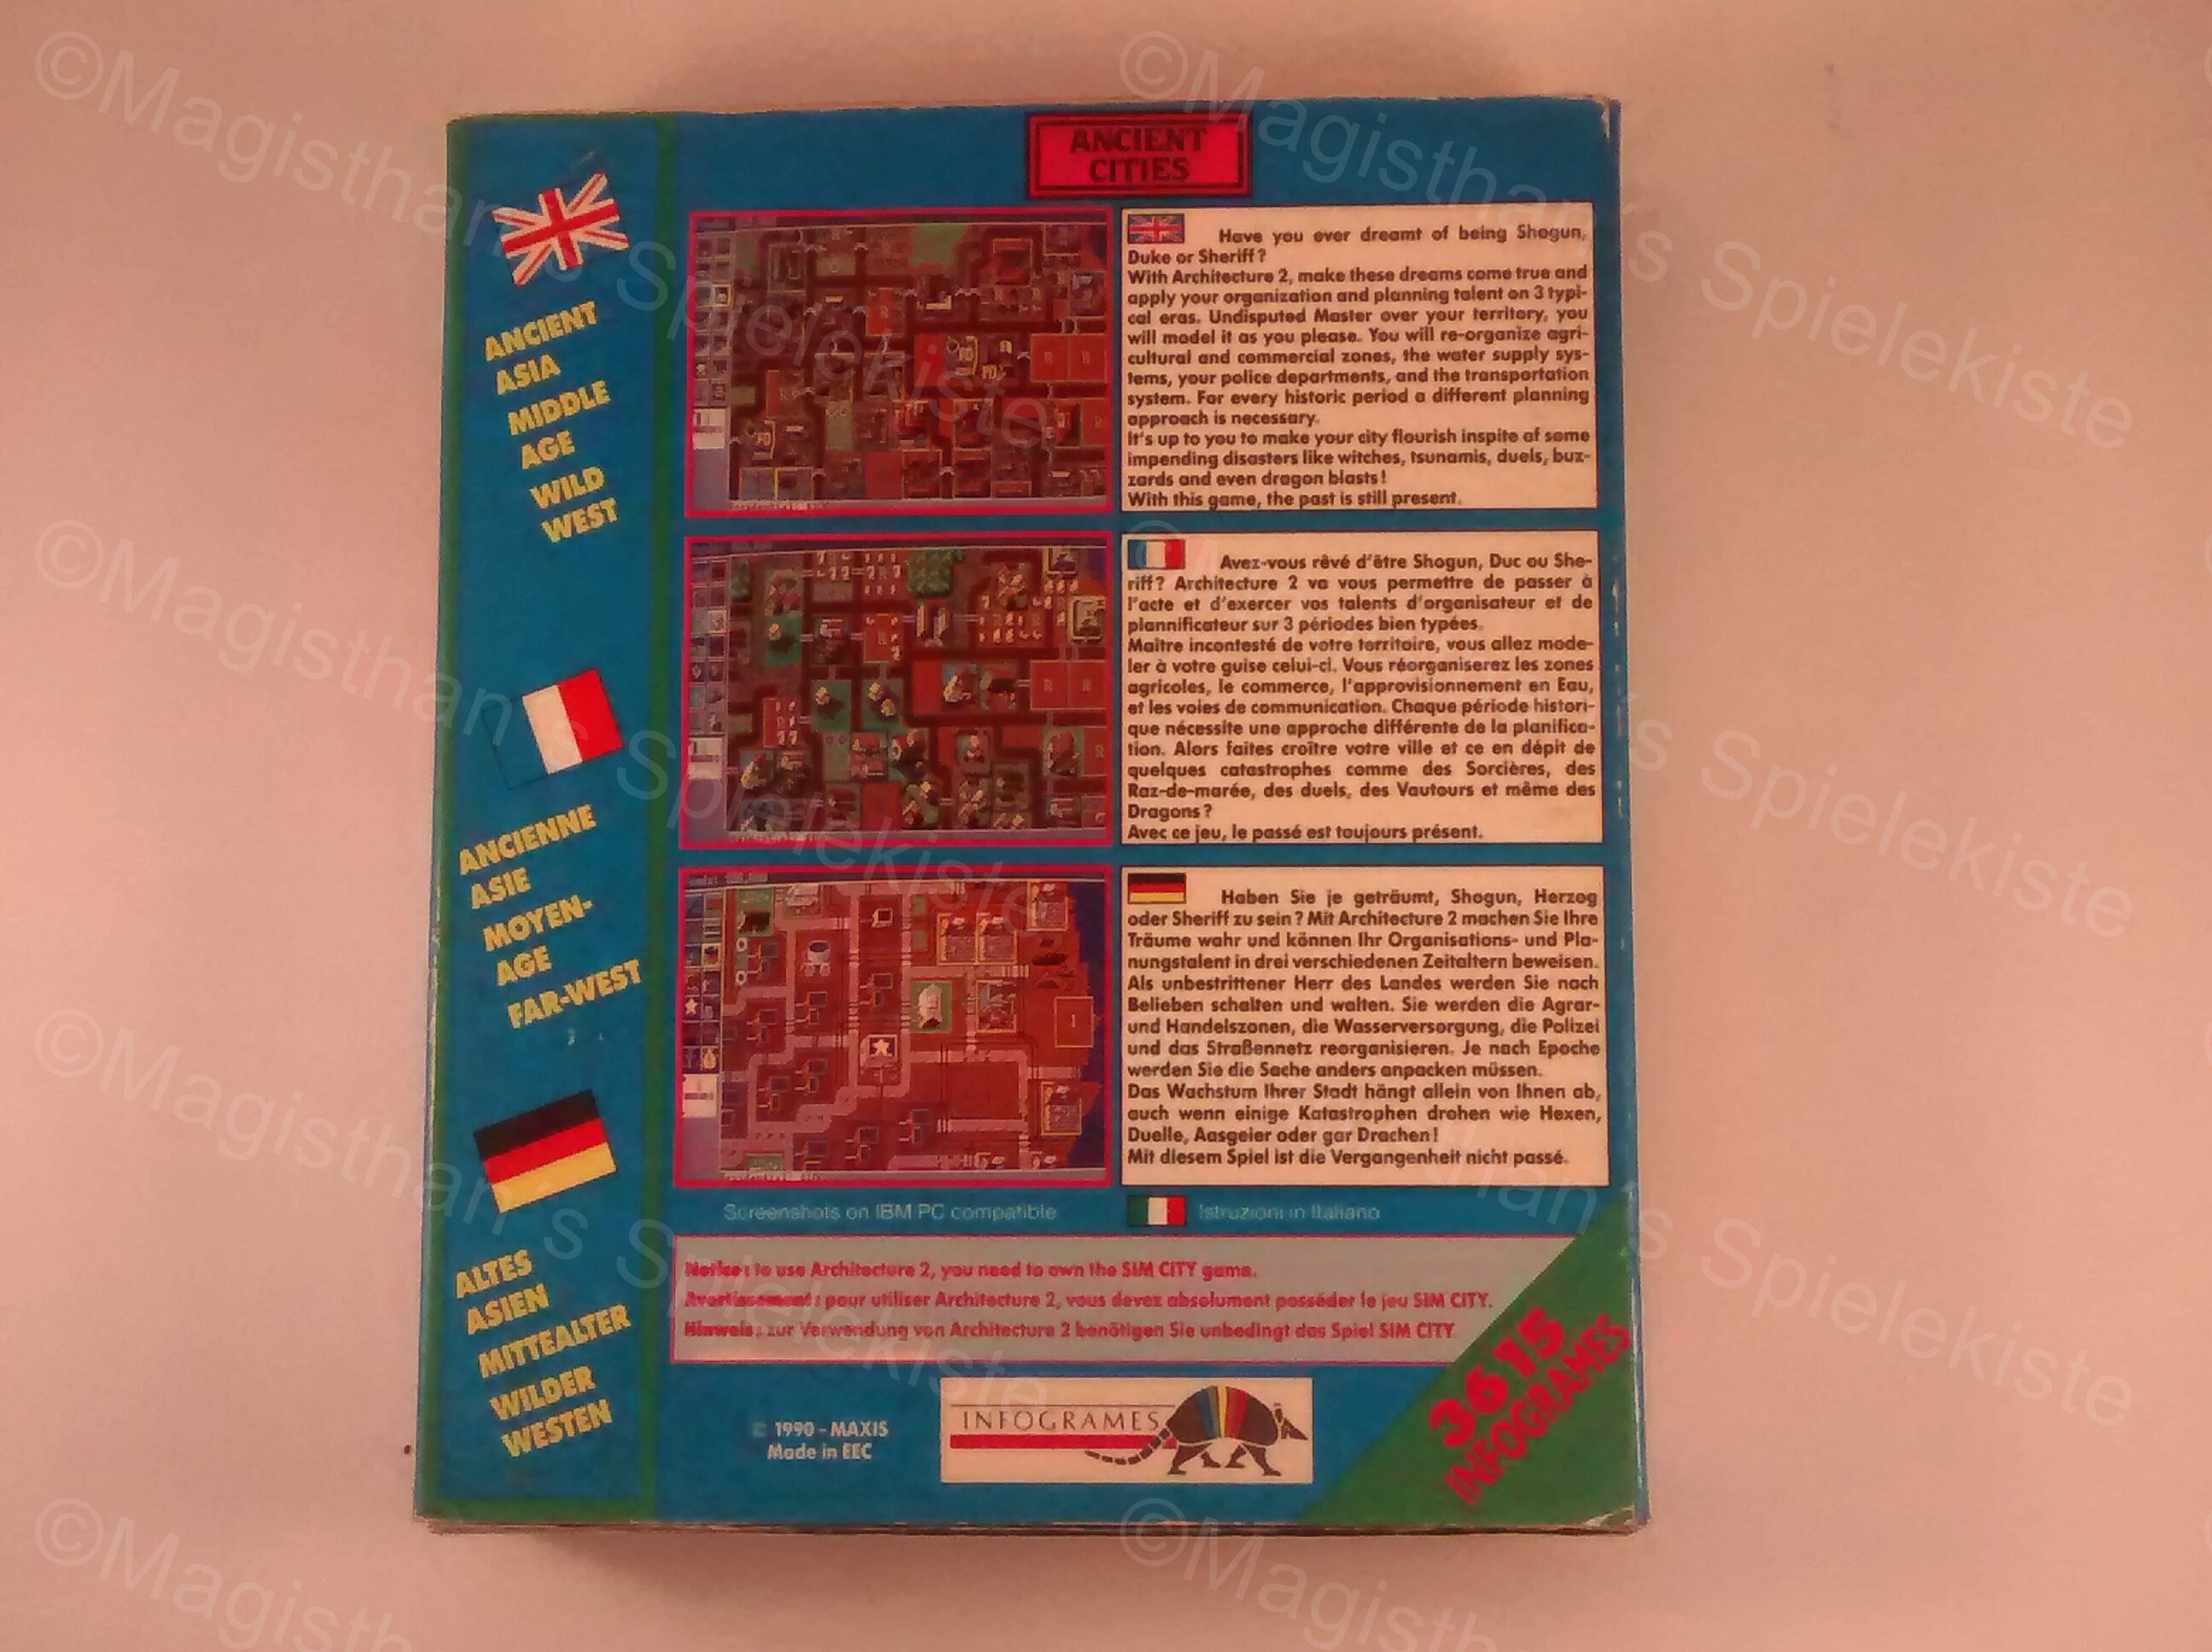 ANCIENT
CITIES
ANCIENT
ASIA
MIDDLE
AGE
WILD
WEST
Have you ever dreamt of being Shogun,
Duke or Sheriff?
With Architecture 2, make these dreams come true and
apply your organization and planning talent on 3 typi-
cal eras. Undisputed Master over your territory, you
will model it as you please. You will re-organize agri-
cultural and commercial zones, the water supply sys-
tems, your police departments, and the transportation
system. For every historic period a different planning
approach is necessary.
It's up to you to make your city flourish inspite of some
impending disasters like witches, tsunamis, duels, buz-
zards and even dragon blasts!
With this game, the past is still present.
ANCIENNE
ASIE
MOYEN-
AGE
FAR-WEST
Avez-vous rêvé d'être Shogun, Duc ou She-
riff? Architecture 2 va vous permettre de passer à
l'acte et d'exercer vos talents d'organisateur et de
plannificateur sur 3 périodes bien typées.
Maître incontesté de votre territoire, vous allez mode-
ler à votre guise celui-ci. Vous réorganiserez les zones
agricoles, le commerce, l'approvisionnement en Eau,
et les voies de communication. Chaque période histori-
que nécessite une approche différente de la planifica-
tion. Alors faites croître votre ville et ce en dépit de
quelques catastrophes comme des Sorcières, des
Raz-de-marée, des duels, des Vautours et même des
Dragons?
Avec ce jeu, le passé est toujours présent.
ALTES
ASIEN
MITTEALTER
WILDER
WESTEN
Haben Sie je geträumt, Shogun, Herzog
oder Sheriff zu sein? Mit Architecture 2 machen Sie Ihre
Träume wahr und können Ihr Organisations- und Pla-
nungstalent in drei verschiedenen Zeitaltern beweisen.
Als unbestrittener Herr des Landes werden Sie nach
Belieben schalten und walten. Sie werden die Agrar-
und Handelszonen, die Wasserversorgung, die Polizei
und das Straßennetz reorganisieren. Je nach Epoche
werden Sie die Sache anders anpacken müssen.
Das Wachstum Ihrer Stadt hängt allein von Ihnen ab,
auch wenn einige Katastrophen drohen wie Hexen,
Duelle, Aasgeier oder gar Drachen!
Mit diesem Spiel ist die Vergangenheit nicht passé.
Screenshots on IBM PC compatible
Istruzioni in Italiano
Notice: to use Architecture 2, you need to own the SIM CITY game.
Avertissement: pour utiliser Architecture 2, vous devez absolument posséder le jeu SIM CITY.
Hinweis: zur Verwendung von Architecture 2 benötigen Sie unbedingt das Spiel SIM CITY
© 1990 - MAXIS
Made in EEC
INFOGRAMES
3615
INFOGRAMES
©Magisthan's Spielekiste